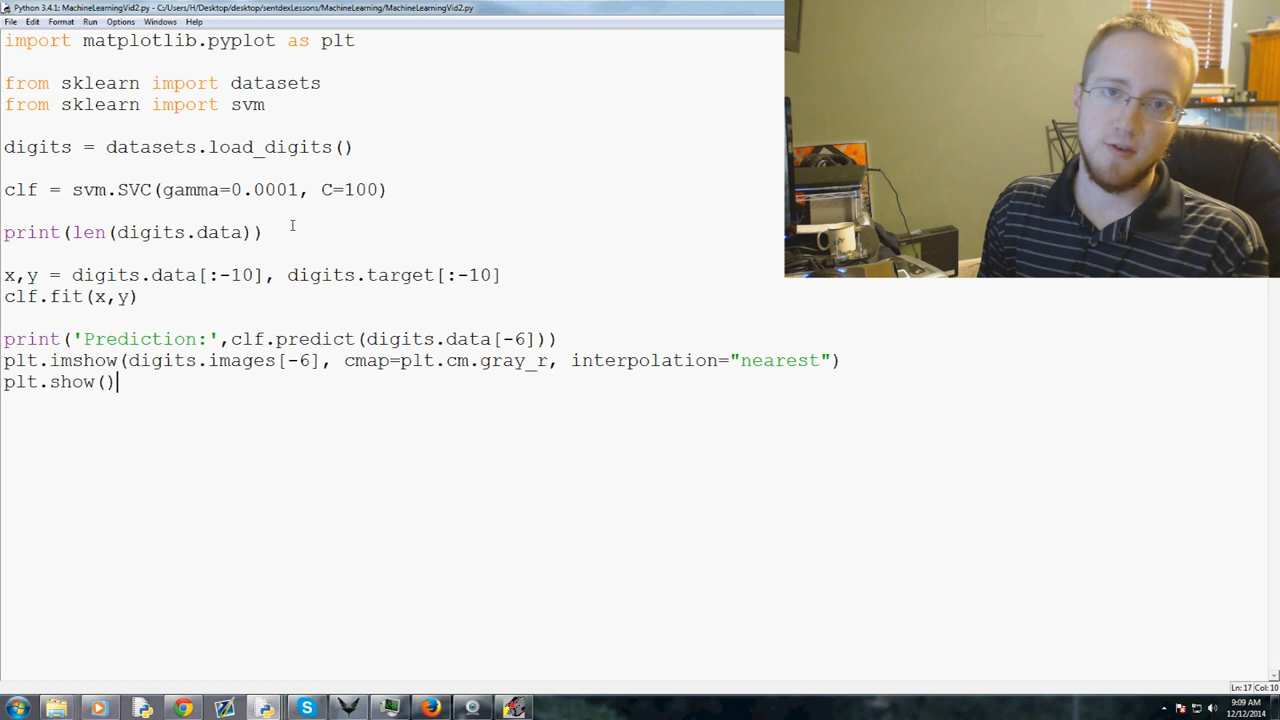 Python 3.4.1: MachineLearningVid2.py - C:/Users/H/Desktop/desktop/sentdexLessons/MachineLearning/MachineLearningVid2.py
File Edit Format Run Options Windows Help
import matplotlib.pyplot as plt
from sklearn import datasets
from sklearn import svm
digits = datasets.load_digits()
clf = svm.SVC(gamma=0.0001, C=100)
print(len(digits.data))
x,y = digits.data[:-10], digits.target[:-10]
clf.fit(x,y)
print('Prediction:',clf.predict(digits.data[-6]))
plt.imshow(digits.images[-6], cmap=plt.cm.gray_r, interpolation="nearest")
plt.show()
Ln: 17 Col: 10
9:09 AM
12/12/2014